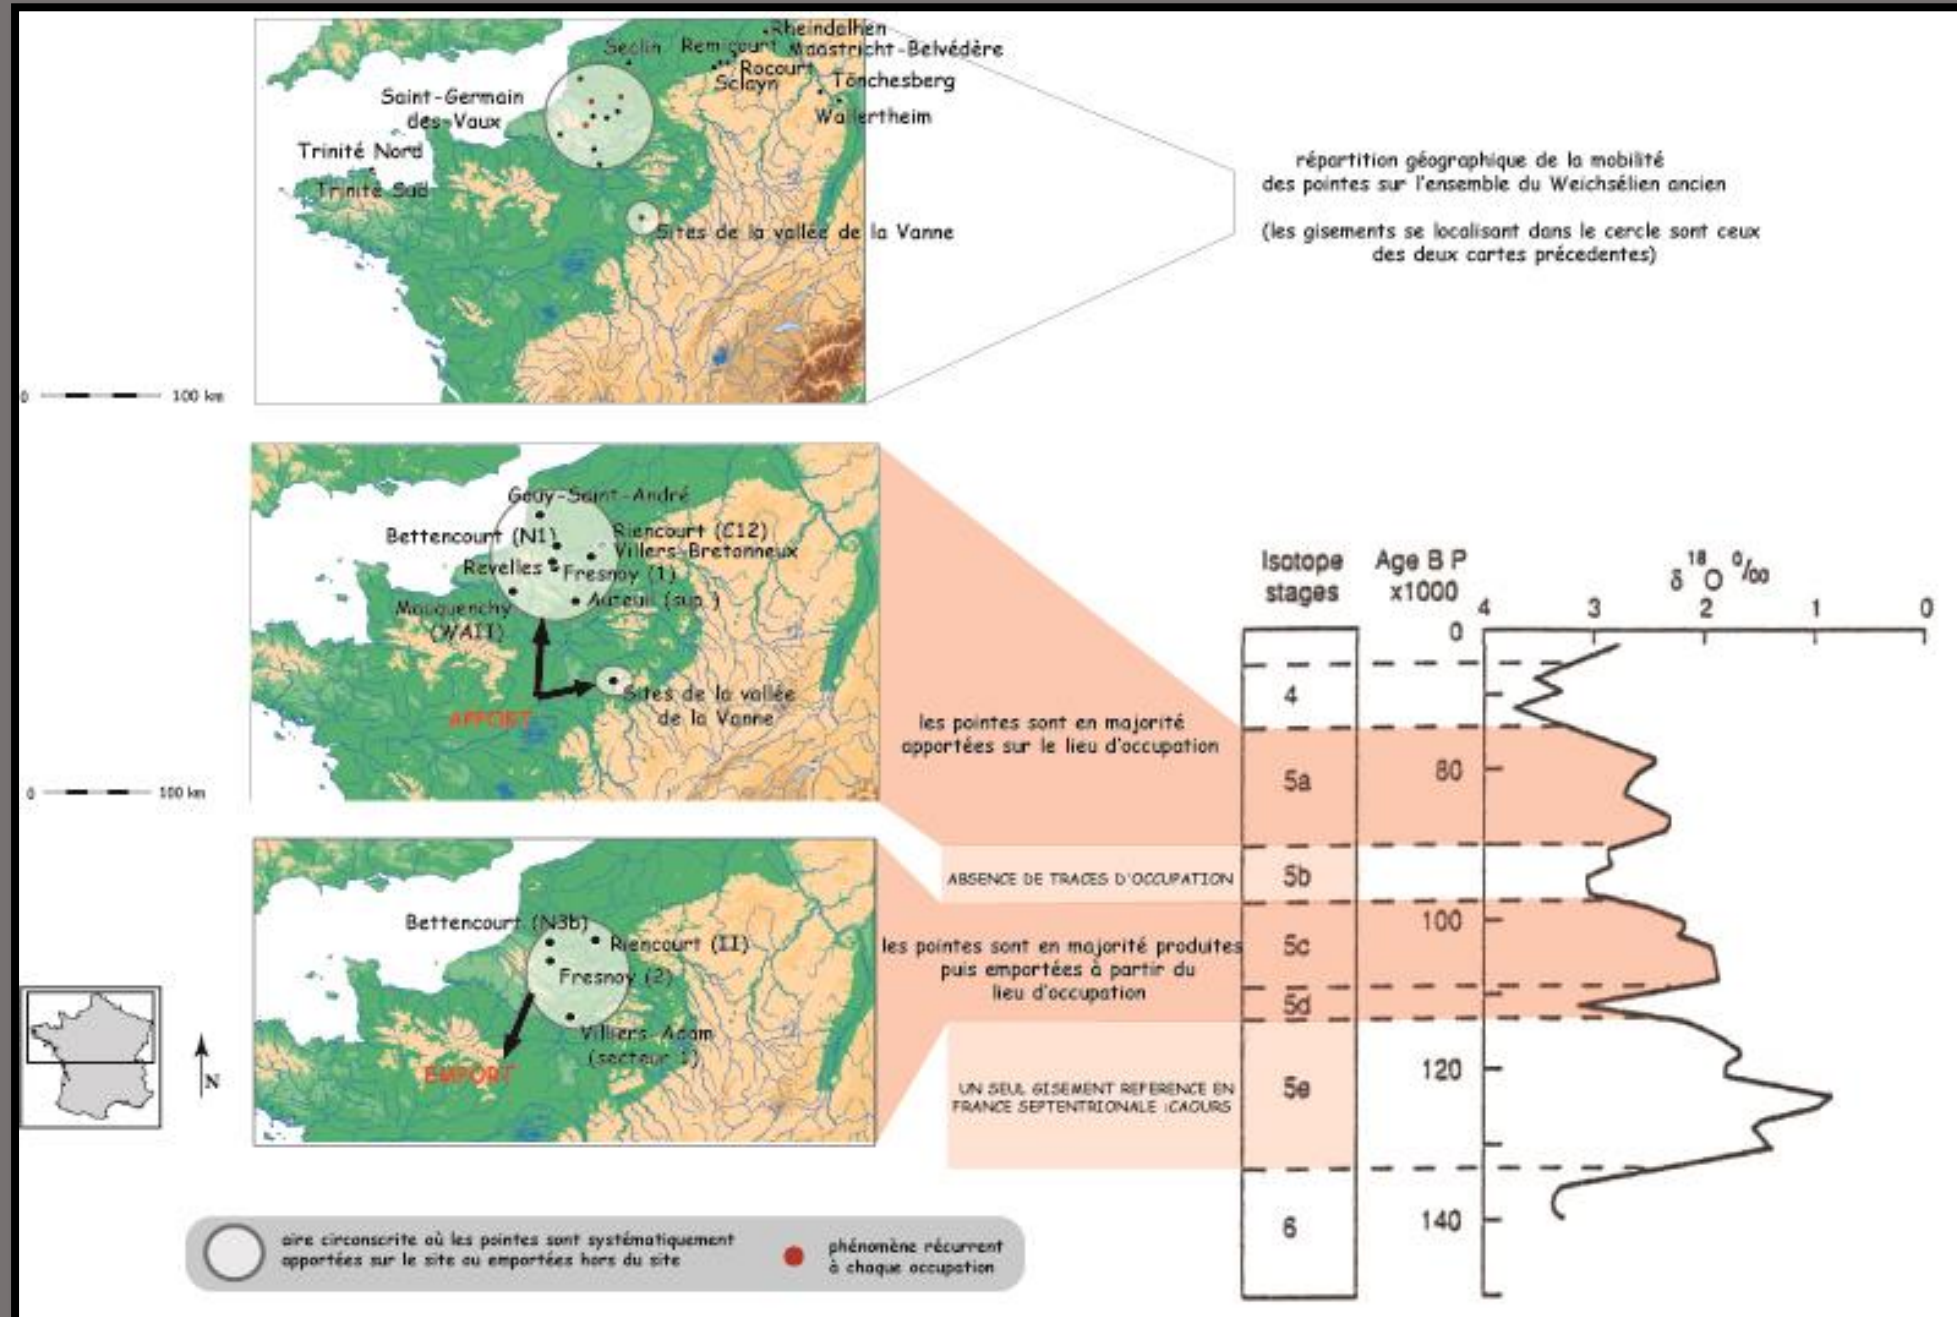 Rheindalhen
Seclin
Remicourt
Maastricht-Belvédère
Rocourt
Sclayn
Tönchesberg
Wallertheim
Saint-Germain
des-Vaux
Trinité Nord
Trinité Sud
Sites de la vallée de la Vanne
0
100 km
répartition géographique de la mobilité
des pointes sur l'ensemble du Weichsélien ancien
(les gisements se localisant dans le cercle sont ceux
des deux cartes précedentes)
Gouy-Saint-André
Bettencourt (N1)
Riencourt (C12)
Villers-Bretonneux
Revelles
Fresnoy (1)
Auteuil (sup.)
Mauquenchy
(WAII)
Sites de la vallée
de la Vanne
APPORT
0
100 km
les pointes sont en majorité
apportées sur le lieu d'occupation
ABSENCE DE TRACES D'OCCUPATION
Bettencourt (N3b)
Riencourt (II)
Fresnoy (2)
Villiers-Adam
(secteur 1)
EMPORT
les pointes sont en majorité produites
puis emportées à partir du
lieu d'occupation
UN SEUL GISEMENT REFERENCE EN
FRANCE SEPTENTRIONALE :CAOURS
N
Isotope
stages
Age B P
x1000
δ 18 O 0/00
4 3 2 1 0
0
4
5a
80
5b
5c
100
5d
5e
120
6
140
aire circonscrite où les pointes sont systématiquement
apportées sur le site ou emportées hors du site
phénomène récurrent
à chaque occupation